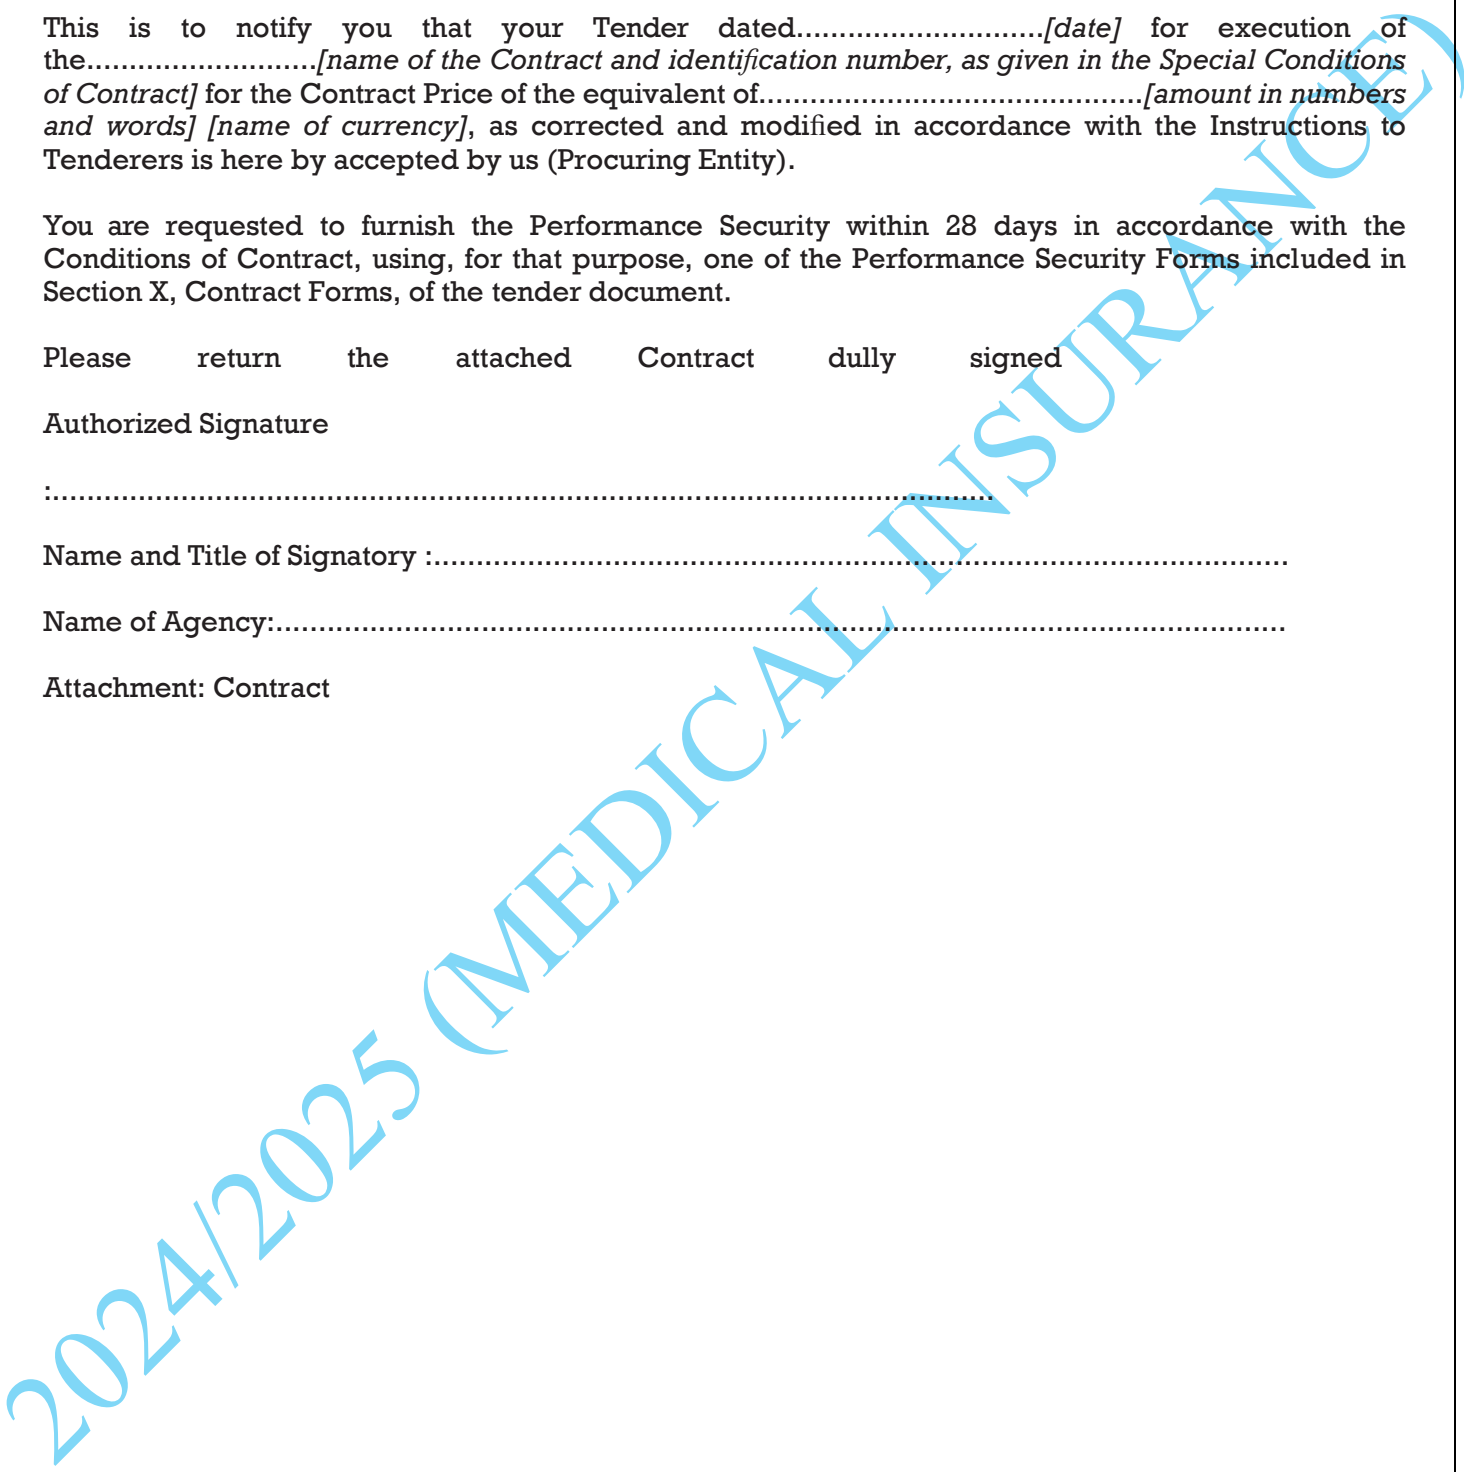 This is to notify you that your Tender dated.............................[date] for execution of
the...........................[name of the Contract and identification number, as given in the Special Conditions
of Contract] for the Contract Price of the equivalent of.............................................[amount in numbers
and words] [name of currency], as corrected and modified in accordance with the Instructions to
Tenderers is here by accepted by us (Procuring Entity).
You are requested to furnish the Performance Security within 28 days in accordance with the
Conditions of Contract, using, for that purpose, one of the Performance Security Forms included in
Section X, Contract Forms, of the tender document.
Please return the attached Contract dully signed
Authorized Signature
:..............................................................................................................
Name and Title of Signatory :....................................................................................................
Name of Agency:......................................................................................................................
Attachment: Contract
2024/2025 (MEDICAL INSURANCE)